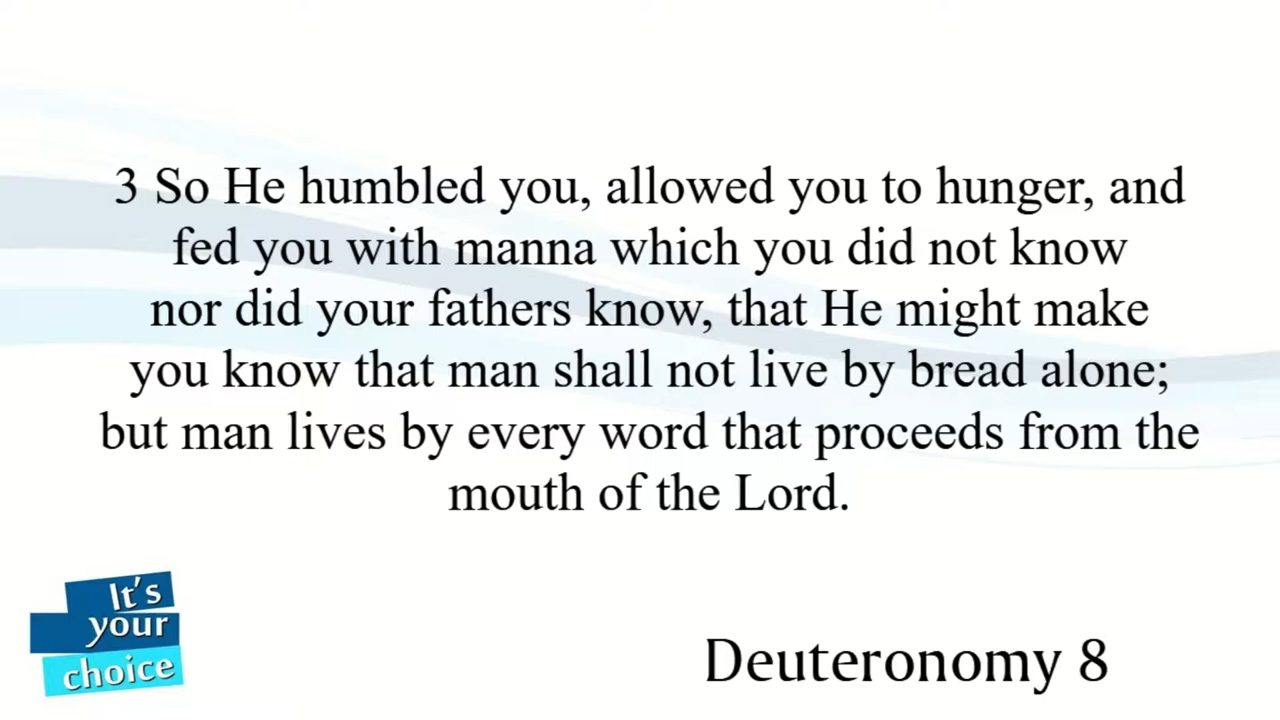 3 So He humbled you, allowed you to hunger, and
fed you with manna which you did not know
nor did your fathers know, that He might make
you know that man shall not live by bread alone;
but man lives by every word that proceeds from the
mouth of the Lord.
It's
your
choice
Deuteronomy 8